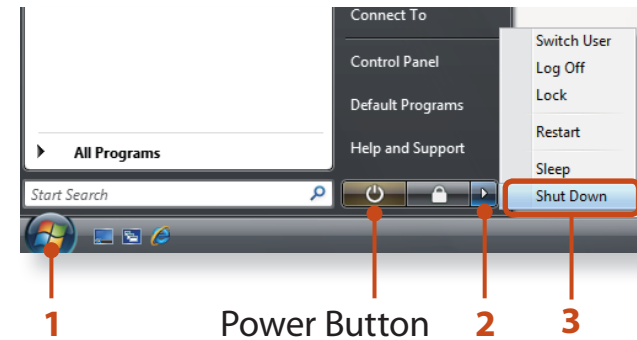 Connect To
Control Panel
Default Programs
Help and Support
All Programs
Start Search
Switch User
Log Off
Lock
Restart
Sleep
Shut Down
1
Power Button
2
3